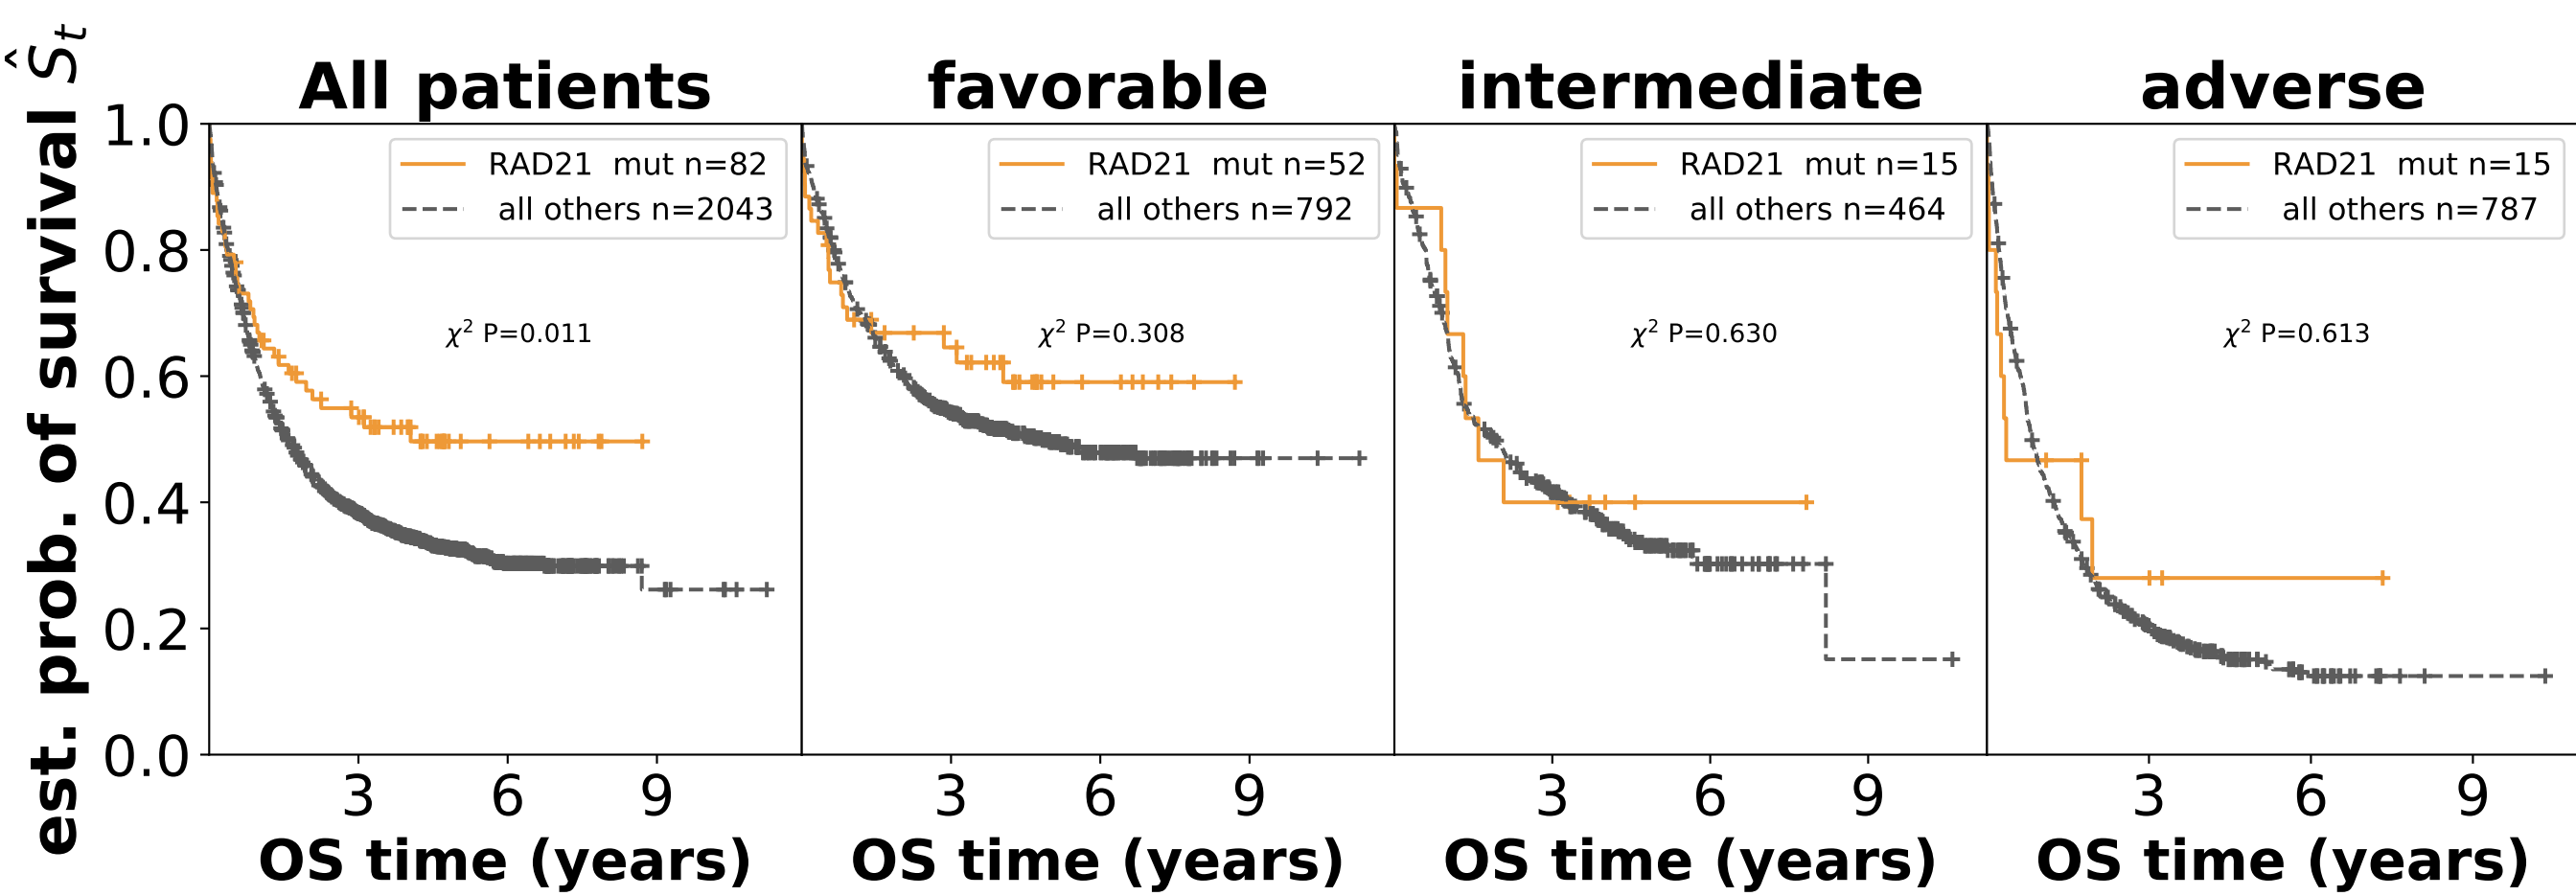 est. prob. of survival Ŝt
All patients
1.0
0.8
0.6
0.4
0.2
0.0
RAD21 mut n=82
all others n=2043
χ² P=0.011
3 6 9
OS time (years)
favorable
RAD21 mut n=52
all others n=792
χ² P=0.308
3 6 9
OS time (years)
intermediate
RAD21 mut n=15
all others n=464
χ² P=0.630
3 6 9
OS time (years)
adverse
RAD21 mut n=15
all others n=787
χ² P=0.613
3 6 9
OS time (years)